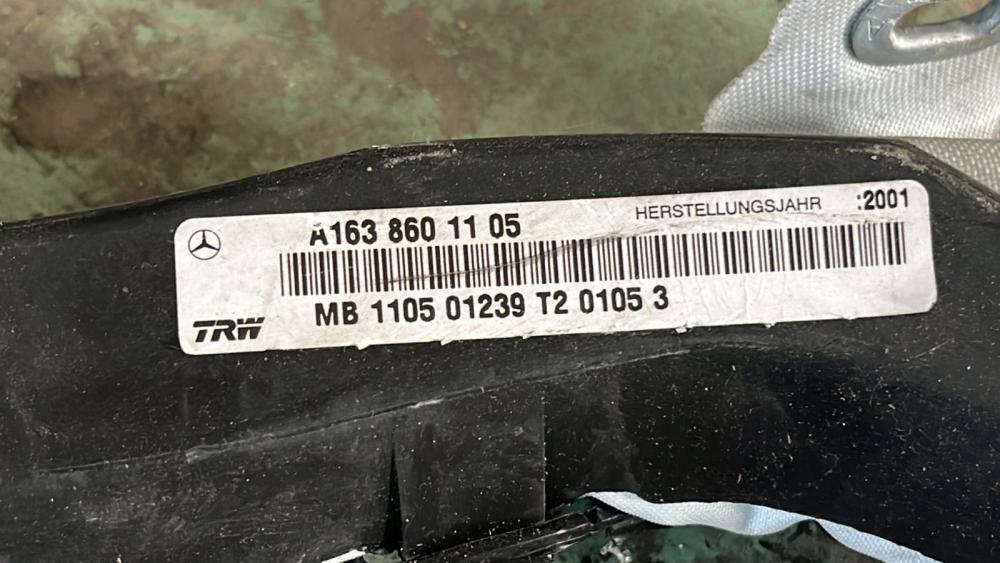 A163 860 11 05
HERSTELLUNGSJAHR :2001
MB 1105 01239 T2 0105 3
TRW